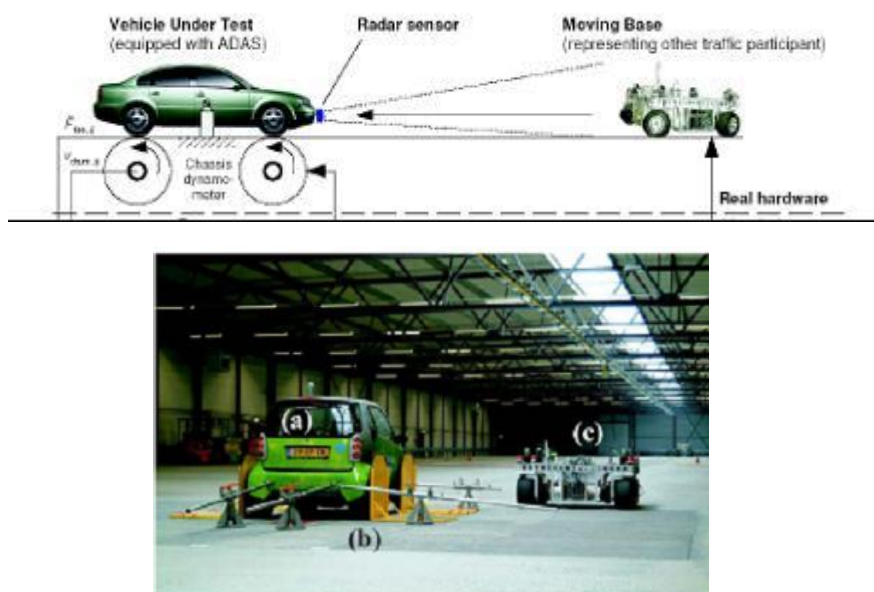 Vehicle Under Test
(equipped with ADAS)
Radar sensor
Moving Base
(representing other traffic participant)
Chassis
dynamo-
meter
Real hardware
(a)
(b)
(c)